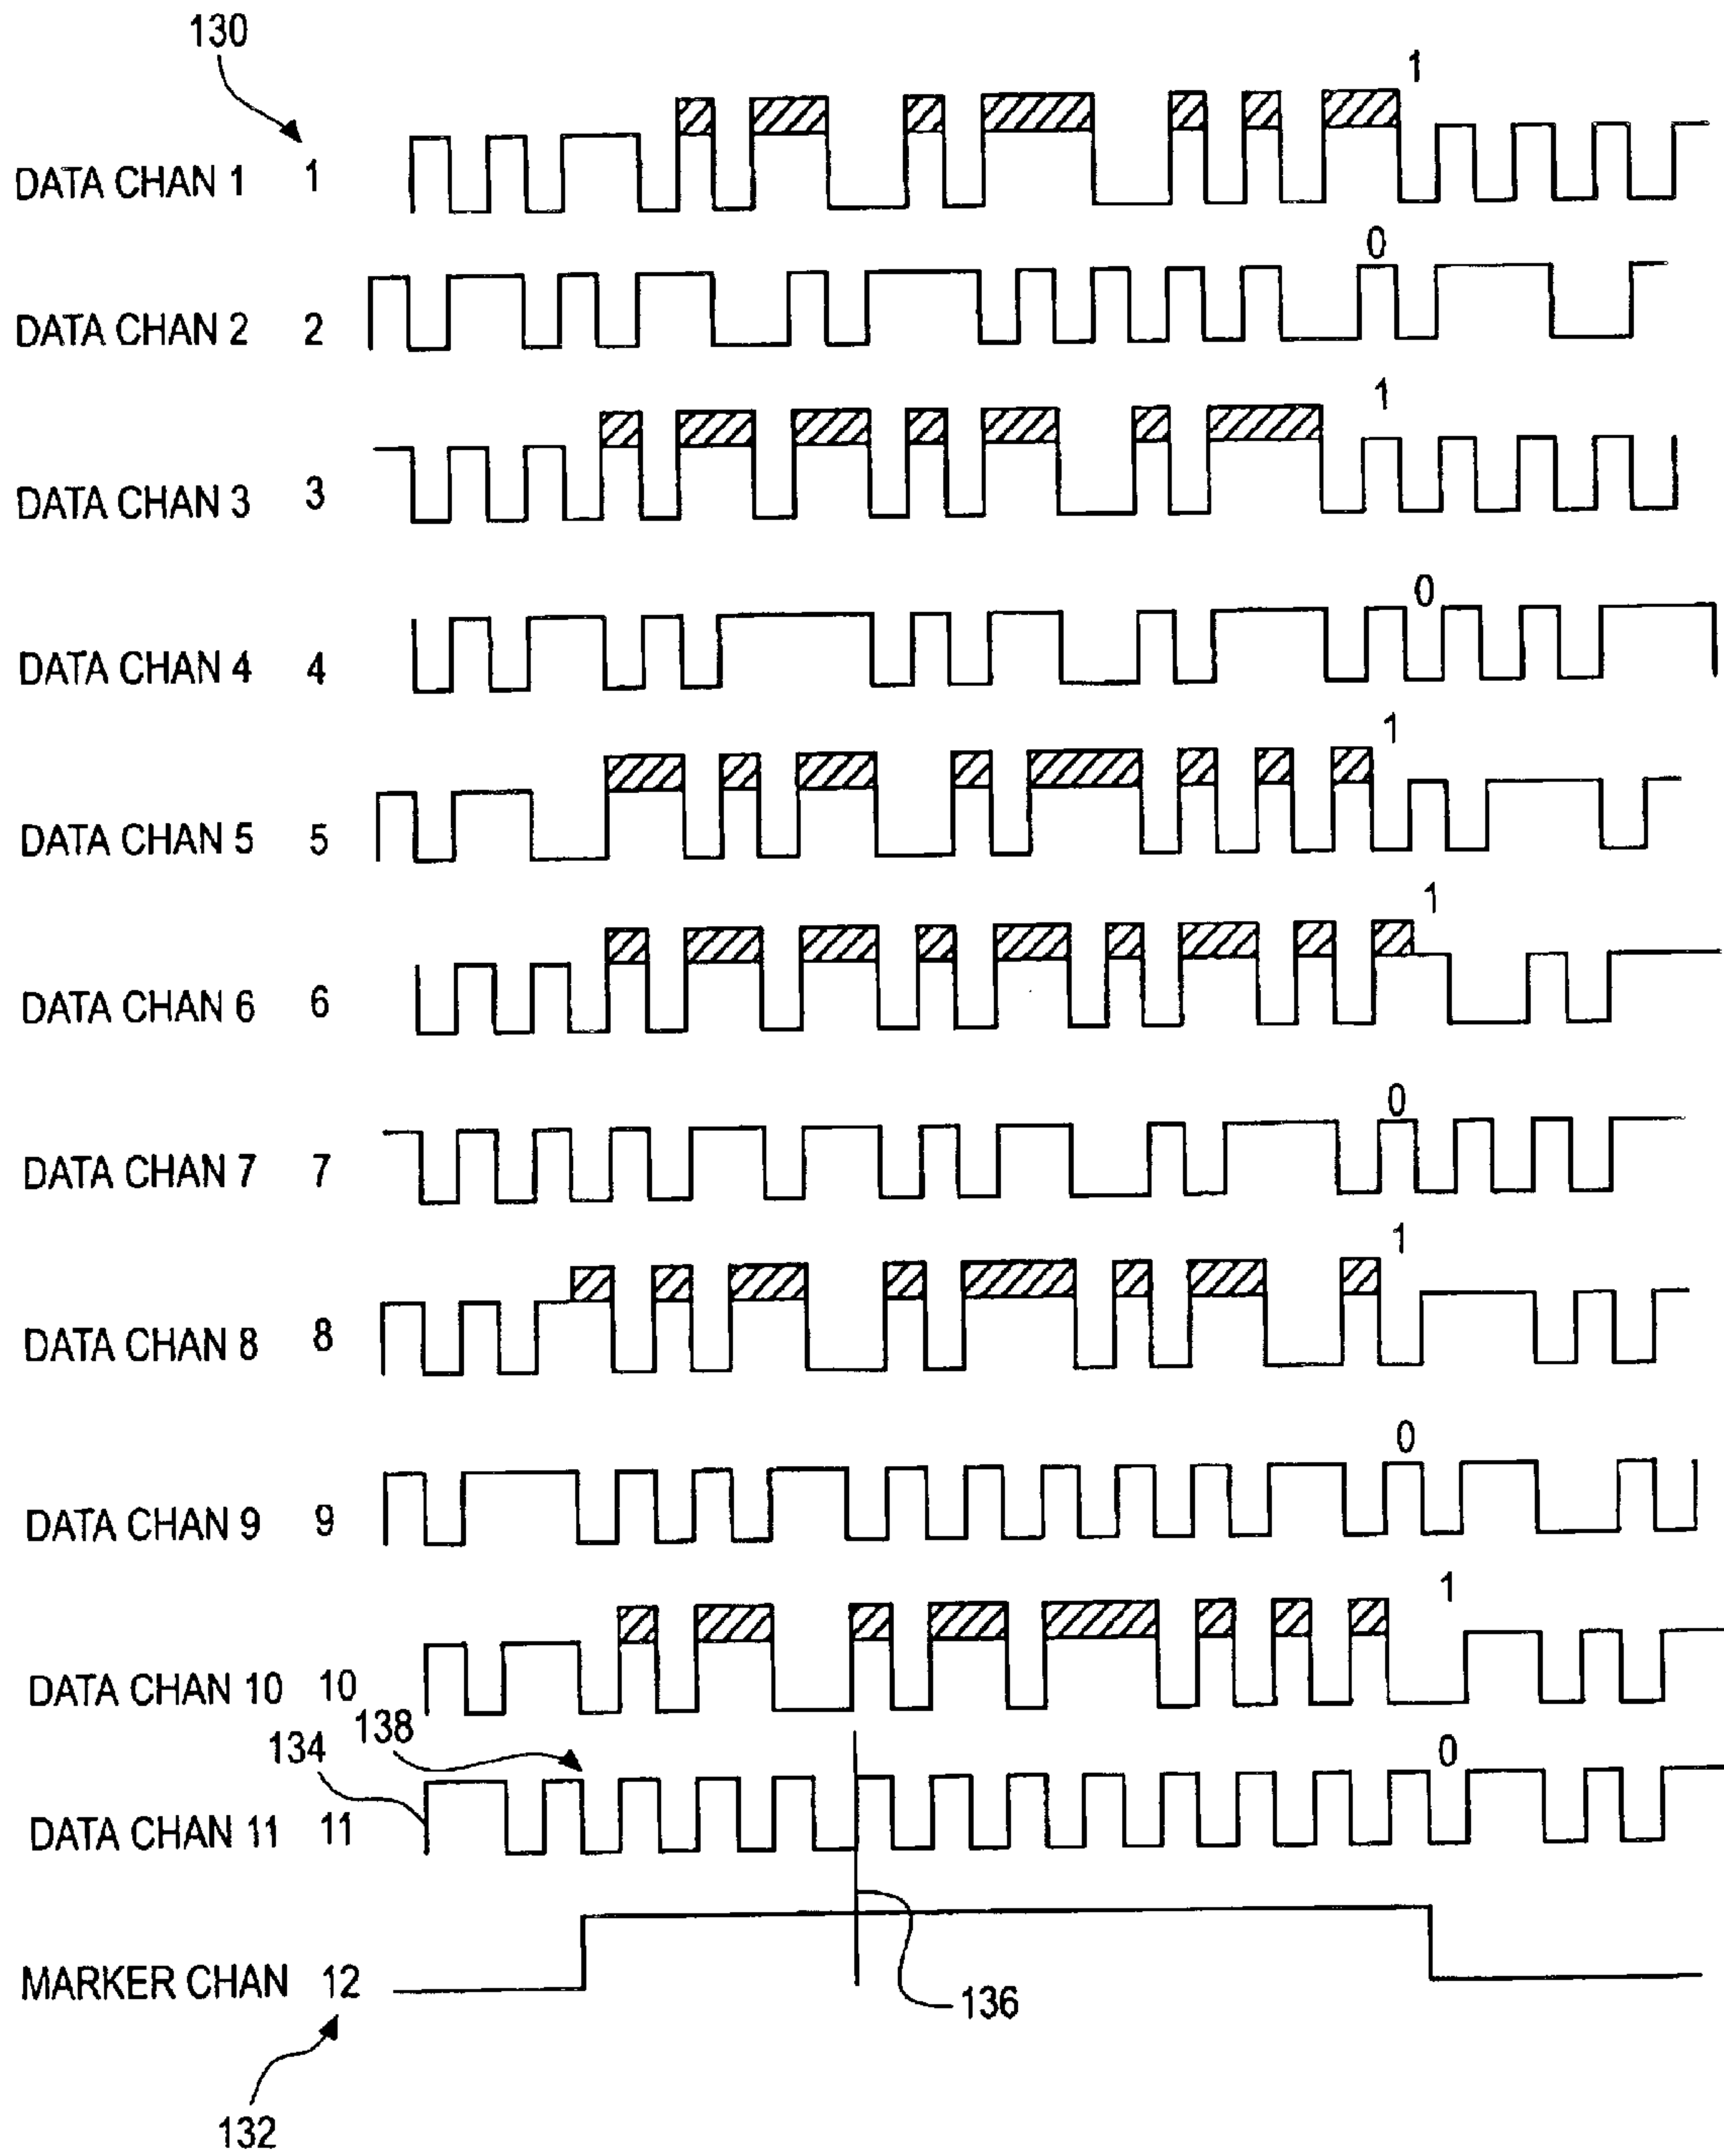 130
1
DATA CHAN 1 1
0
DATA CHAN 2 2
1
DATA CHAN 3 3
0
DATA CHAN 4 4
1
DATA CHAN 5 5
1
DATA CHAN 6 6
0
DATA CHAN 7 7
1
DATA CHAN 8 8
0
DATA CHAN 9 9
1
DATA CHAN 10 10
138
134
0
DATA CHAN 11 11
MARKER CHAN 12
136
132